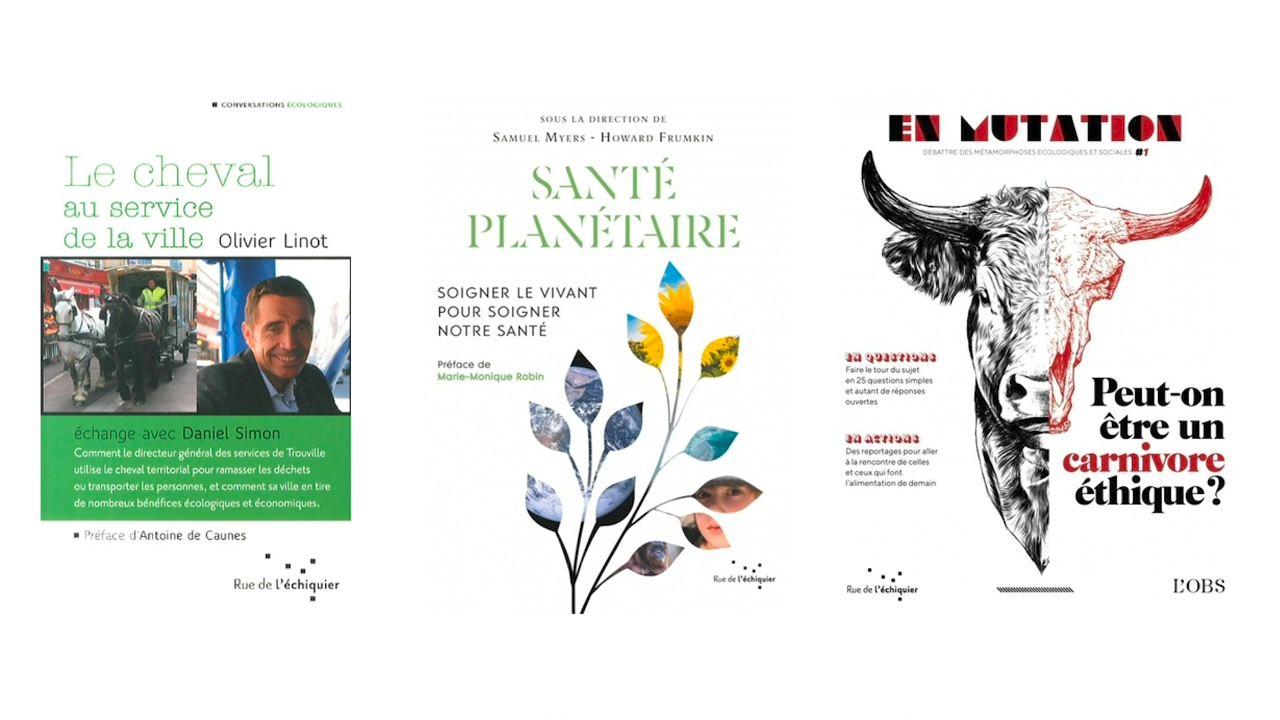 CONVERSATIONS ÉCOLOGIQUES
Le cheval
au service
de la ville Olivier Linot
échange avec Daniel Simon
Comment le directeur général des services de Trouville
utilise le cheval territorial pour ramasser les déchets
ou transporter les personnes, et comment sa ville en tire
de nombreux bénéfices écologiques et économiques.
Préface d'Antoine de Caunes
Rue de l'échiquier
SOUS LA DIRECTION DE
SAMUEL MYERS - HOWARD FRUMKIN
SANTÉ
PLANÉTAIRE
SOIGNER LE VIVANT
POUR SOIGNER
NOTRE SANTÉ
Préface de
Marie-Monique Robin
Rue de l'échiquier
EN MUTATION
DÉBATTRE DES MÉTAMORPHOSES ÉCOLOGIQUES ET SOCIALES #1
EN QUESTIONS
Faire le tour du sujet
en 25 questions simples
et autant de réponses
ouvertes
EN ACTIONS
Des reportages pour aller
à la rencontre de celles
et ceux qui font
l'alimentation de demain
Peut-on
être un
carnivore
éthique ?
Rue de l'échiquier
L'OBS